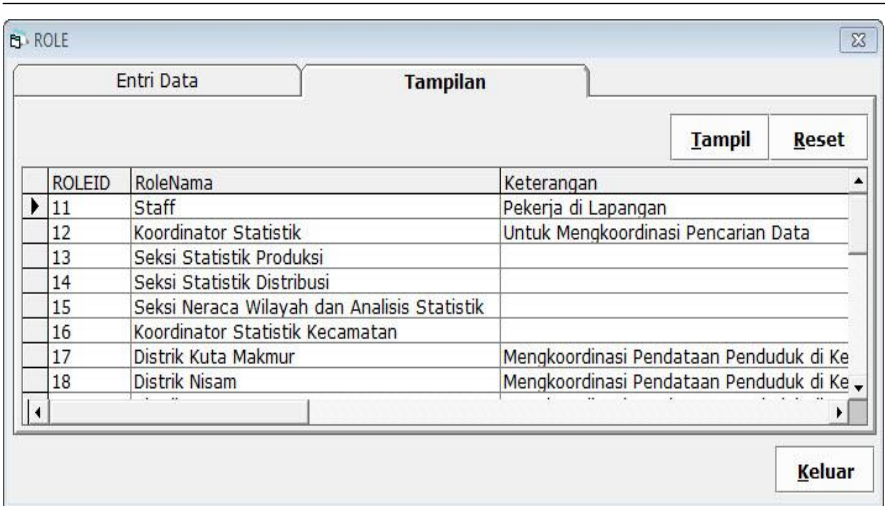 ROLE
Entri Data Tampilan
Tampil Reset
ROLEID RoleNama Keterangan
11 Staff Pekerja di Lapangan
12 Koordinator Statistik Untuk Mengkoordinasi Pencarian Data
13 Seksi Statistik Produksi
14 Seksi Statistik Distribusi
15 Seksi Neraca Wilayah dan Analisis Statistik
16 Koordinator Statistik Kecamatan
17 Distrik Kuta Makmur Mengkoordinasi Pendataan Penduduk di Ke
18 Distrik Nisam Mengkoordinasi Pendataan Penduduk di Ke
Keluar